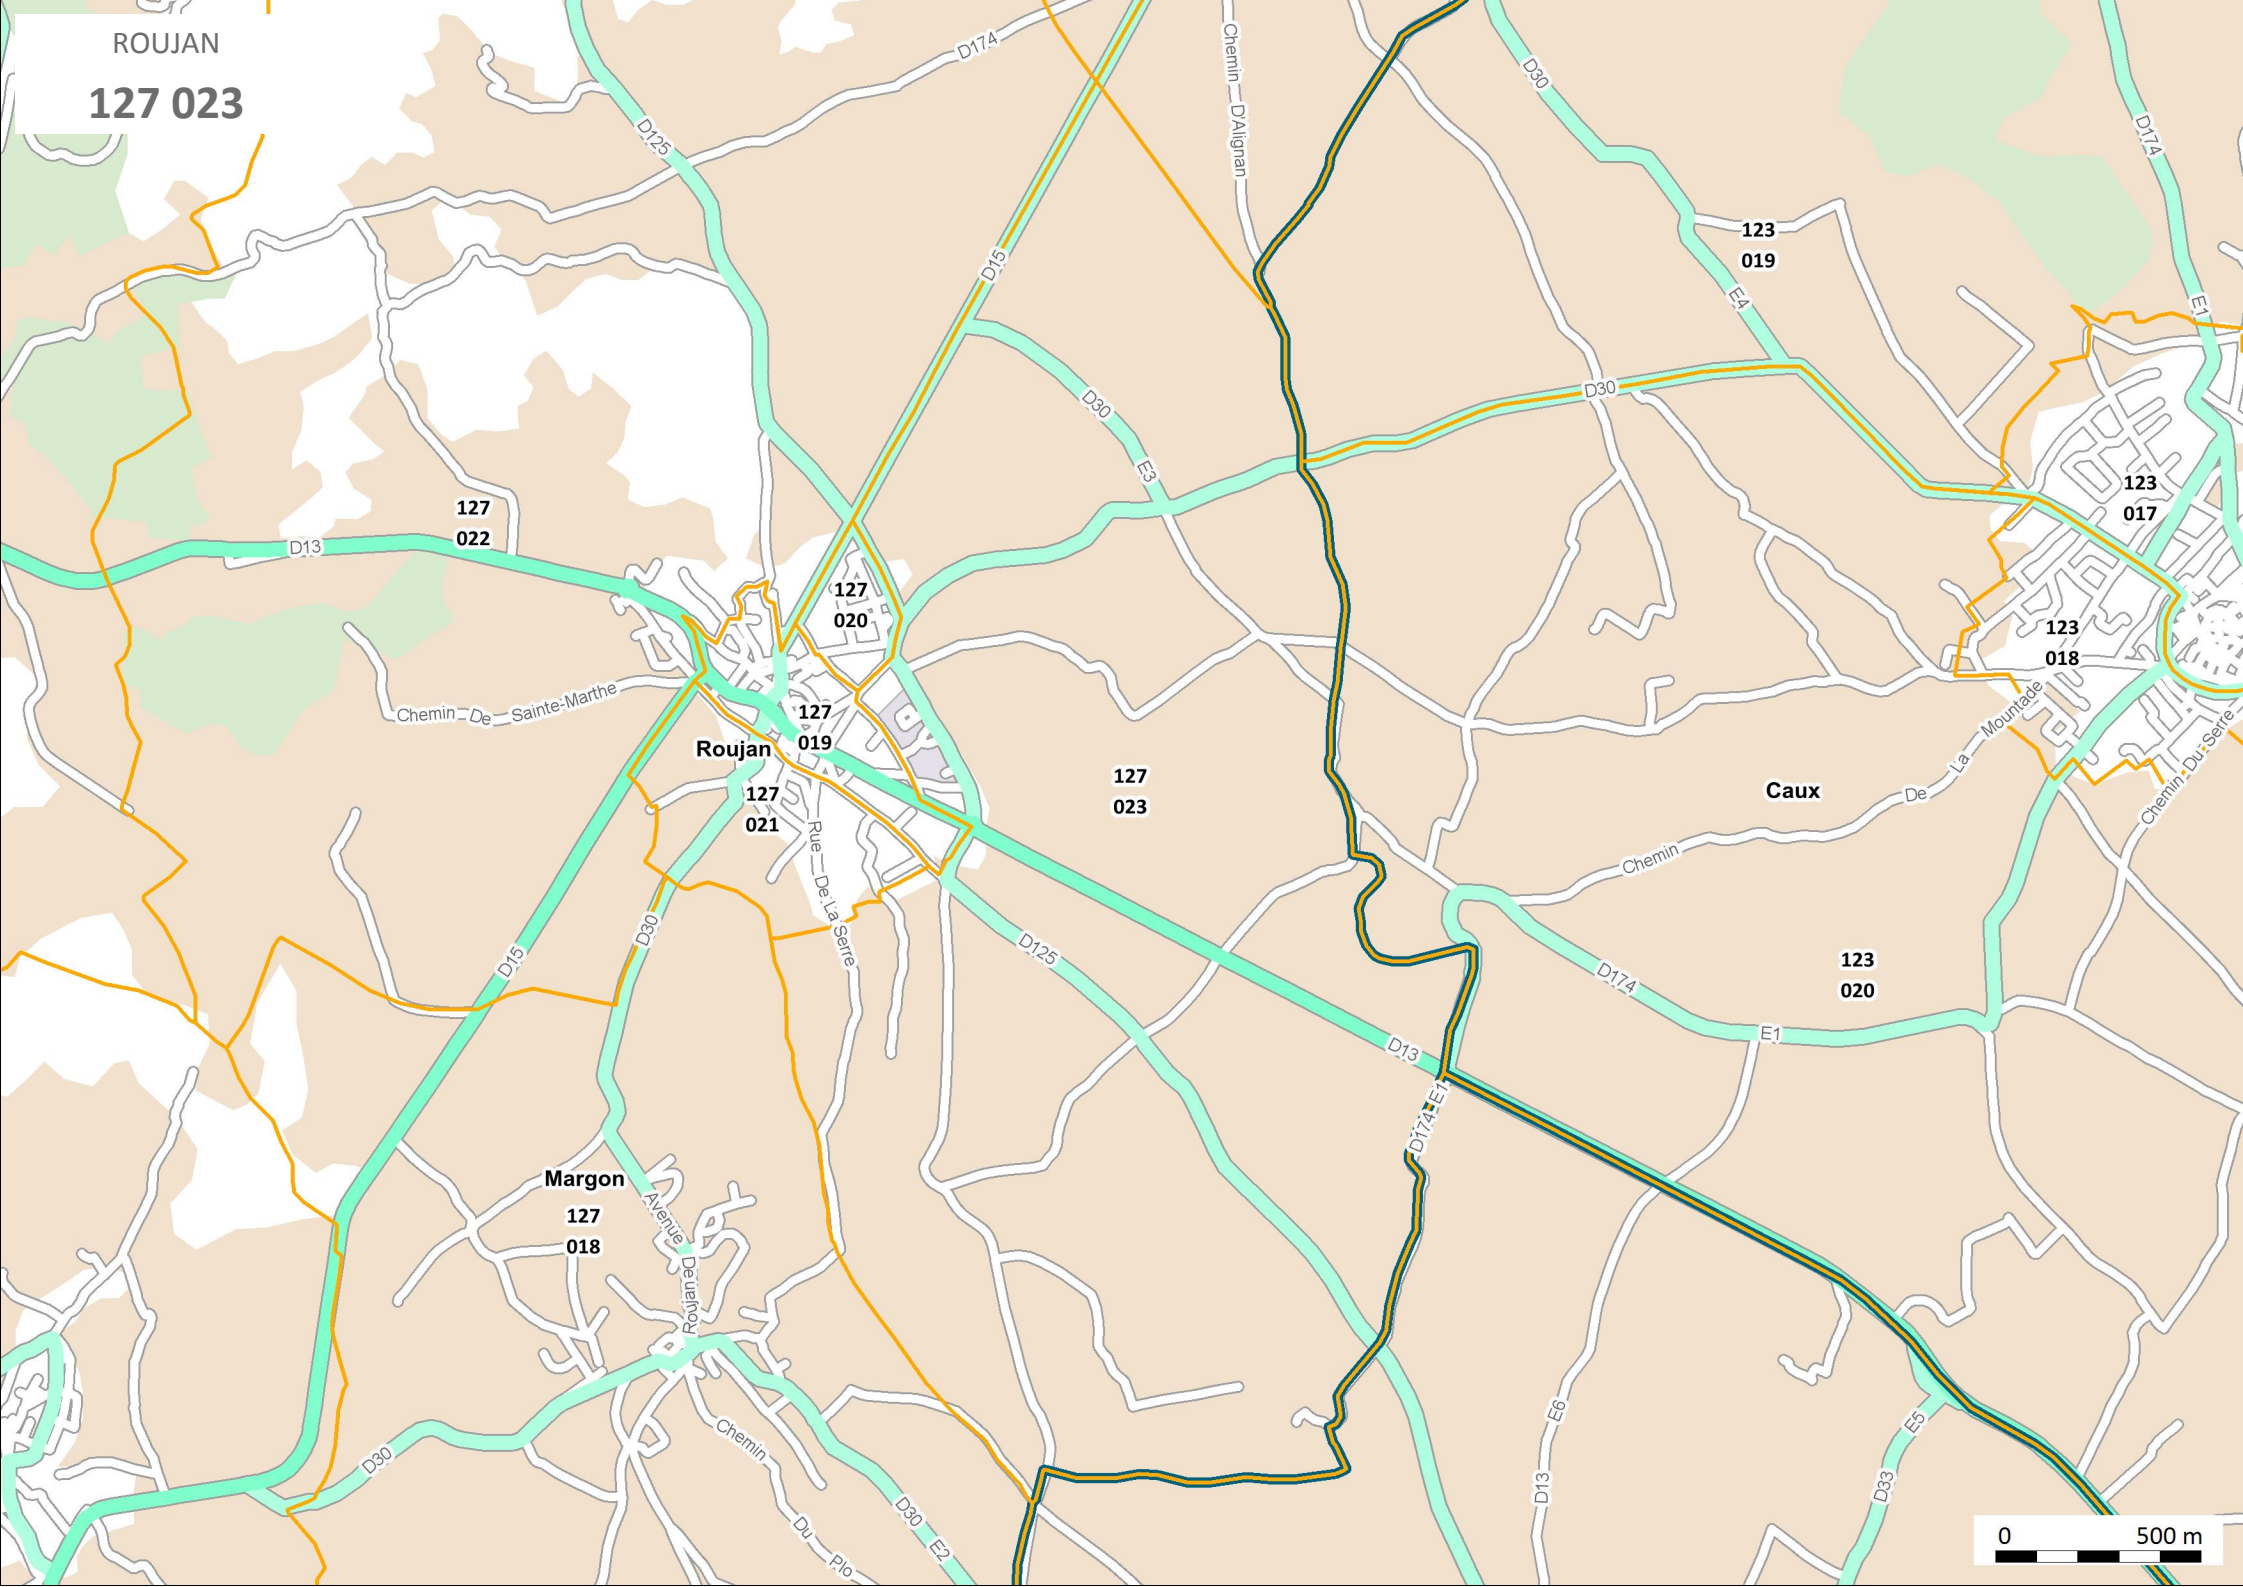 ROUJAN
127 023
D174
D125
Chemin D'Alignan
D30
D174
D15
123
019
E4
E1
D30
D30
E3
127
022
D13
123
017
127
020
123
018
Chemin De Sainte-Marthe
127
019
Roujan
Chemin De La Mountade
Chemin Du Serre
127
023
Caux
127
021
Rue De La Serre
D30
D15
D125
D174
123
020
E1
D13
D174 E1
Margon
127
018
Avenue De Roujan
E6
E5
D30
Chemin Du Plo
D30 E2
D13
D33
0 500 m